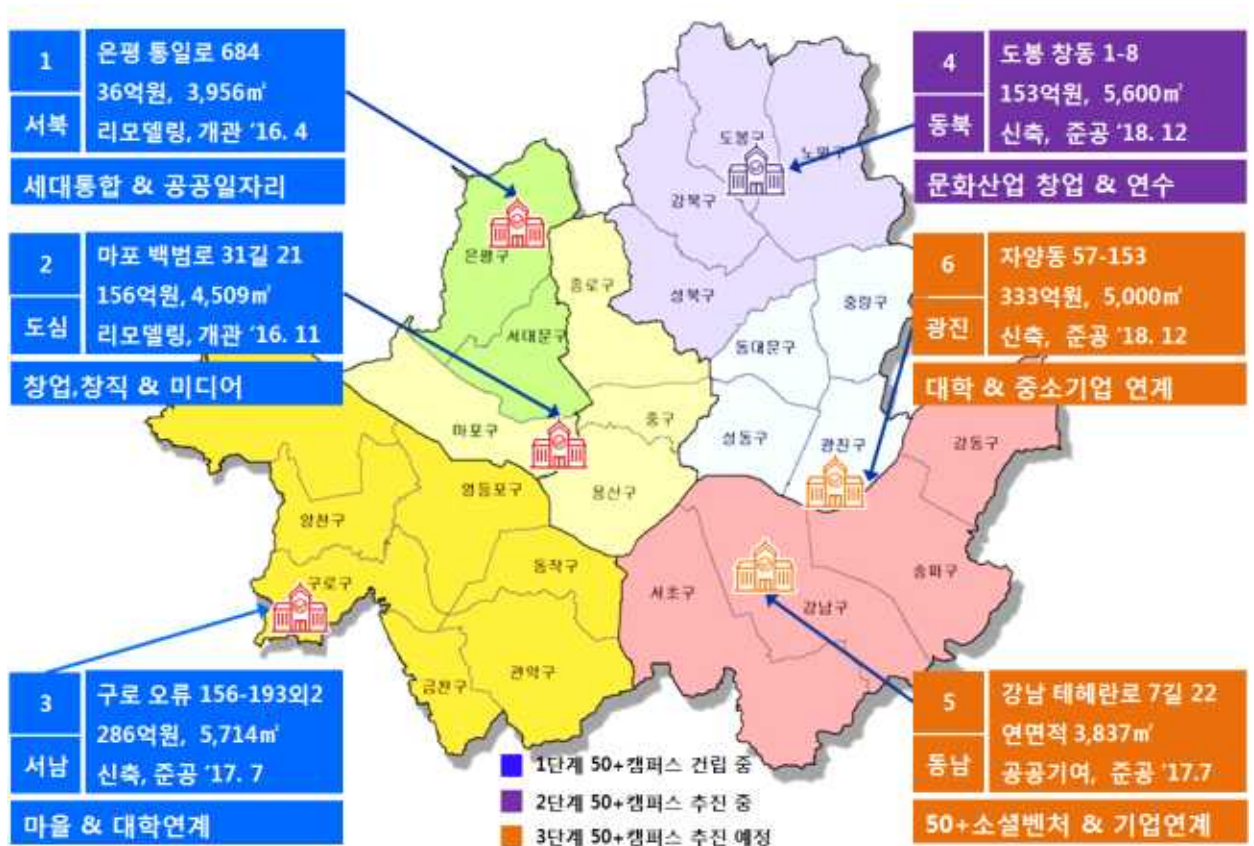 1
서북
은평 통일로 684
36억원, 3,956㎡
리모델링, 개관 ‘16. 4
세대통합 & 공공일자리
2
도심
마포 백범로 31길 21
156억원, 4,509㎡
리모델링, 개관 ‘16. 11
창업,창직 & 미디어
3
서남
구로 오류 156-193외2
286억원, 5,714㎡
신축, 준공 ‘17. 7
마을 & 대학연계
4
동북
도봉 창동 1-8
153억원, 5,600㎡
신축, 준공 ‘18. 12
문화산업 창업 & 연수
6
광진
자양동 57-153
333억원, 5,000㎡
신축, 준공 ‘18. 12
대학 & 중소기업 연계
5
동남
강남 테헤란로 7길 22
연면적 3,837㎡
공공기여, 준공 ‘17.7
50+소셜벤처 & 기업연계
도봉구
노원구
강북구
은평구
종로구
성북구
중랑구
서대문구
동대문구
마포구
중구
성동구
광진구
강동구
용산구
영등포구
양천구
동작구
구로구
서초구
강남구
송파구
금천구
관악구
1단계 50+캠퍼스 건립 중
2단계 50+캠퍼스 추진 중
3단계 50+캠퍼스 추진 예정